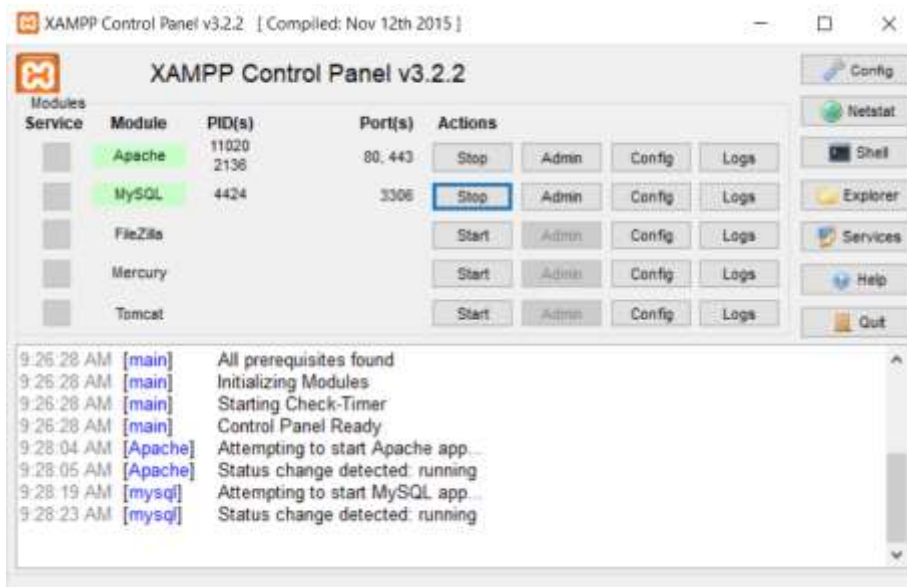 XAMPP Control Panel v3.2.2 [ Compiled: Nov 12th 2015 ]
XAMPP Control Panel v3.2.2
Config
Modules
Service Module PID(s) Port(s) Actions
Netstat
Apache 11020 2136 80, 443 Stop Admin Config Logs
Shell
MySQL 4424 3306 Stop Admin Config Logs
Explorer
FileZilla Start Admin Config Logs
Services
Mercury Start Admin Config Logs
Help
Tomcat Start Admin Config Logs
Quit
9:26:28 AM [main] All prerequisites found
9:26:28 AM [main] Initializing Modules
9:26:28 AM [main] Starting Check-Timer
9:26:28 AM [main] Control Panel Ready
9:28:04 AM [Apache] Attempting to start Apache app...
9:28:05 AM [Apache] Status change detected: running
9:28:19 AM [mysql] Attempting to start MySQL app...
9:28:23 AM [mysql] Status change detected: running